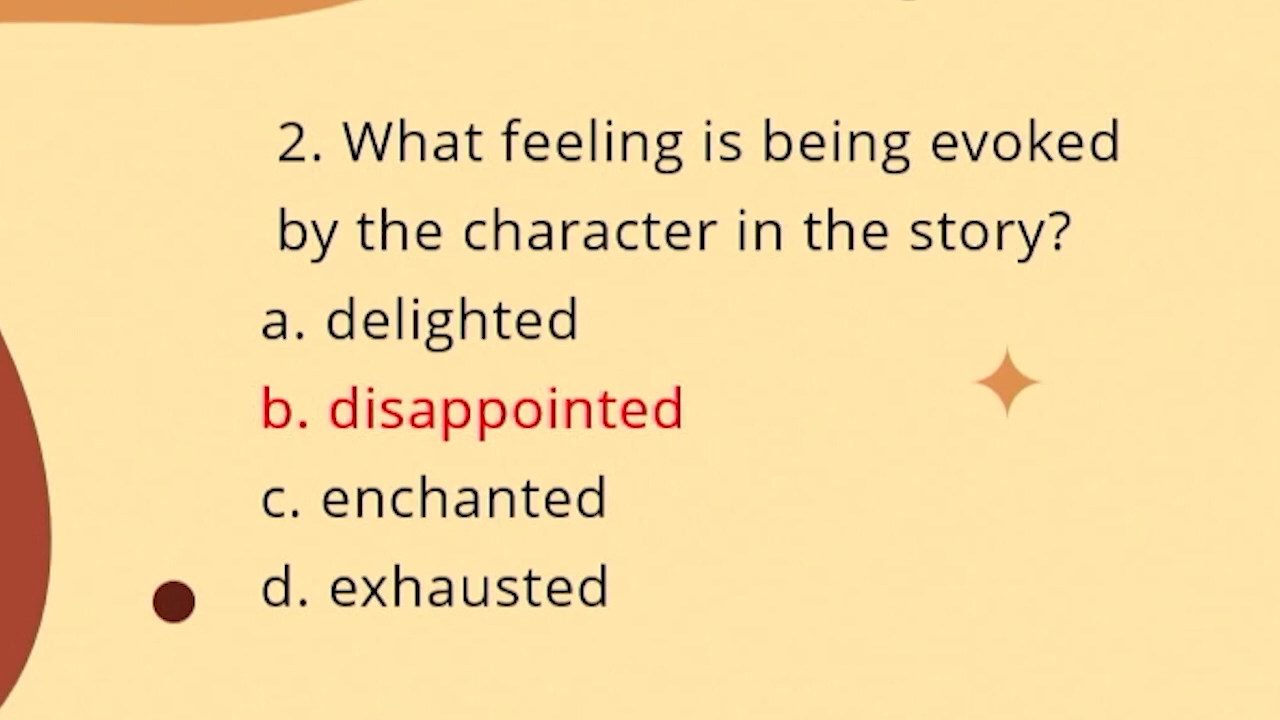 2. What feeling is being evoked
by the character in the story?
a. delighted
b. disappointed
c. enchanted
d. exhausted